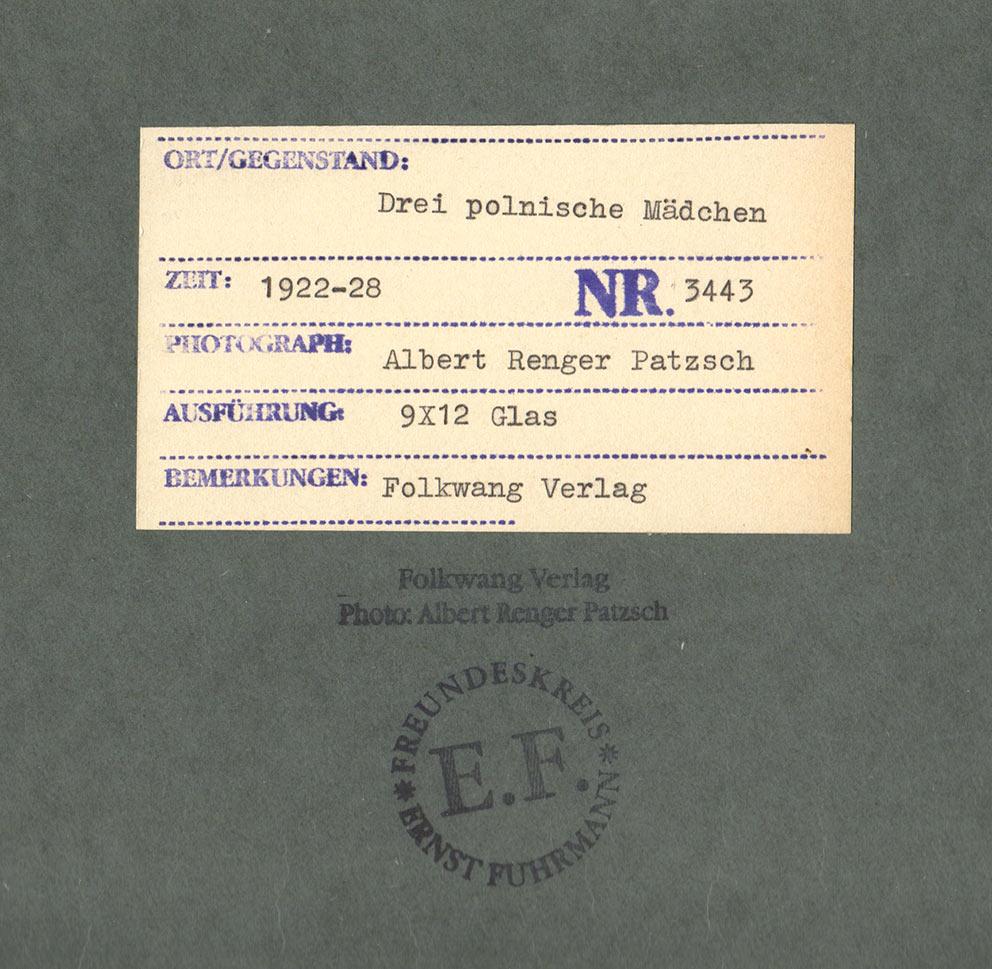 ORT/GEGENSTAND:
Drei polnische Mädchen
ZEIT: 1922-28 NR. 3443
PHOTOGRAPH: Albert Renger Patzsch
AUSFÜHRUNG: 9X12 Glas
BEMERKUNGEN: Folkwang Verlag
Folkwang Verlag
Photo: Albert Renger Patzsch
* FREUNDESKREIS *
E.F.
ERNST FUHRMANN